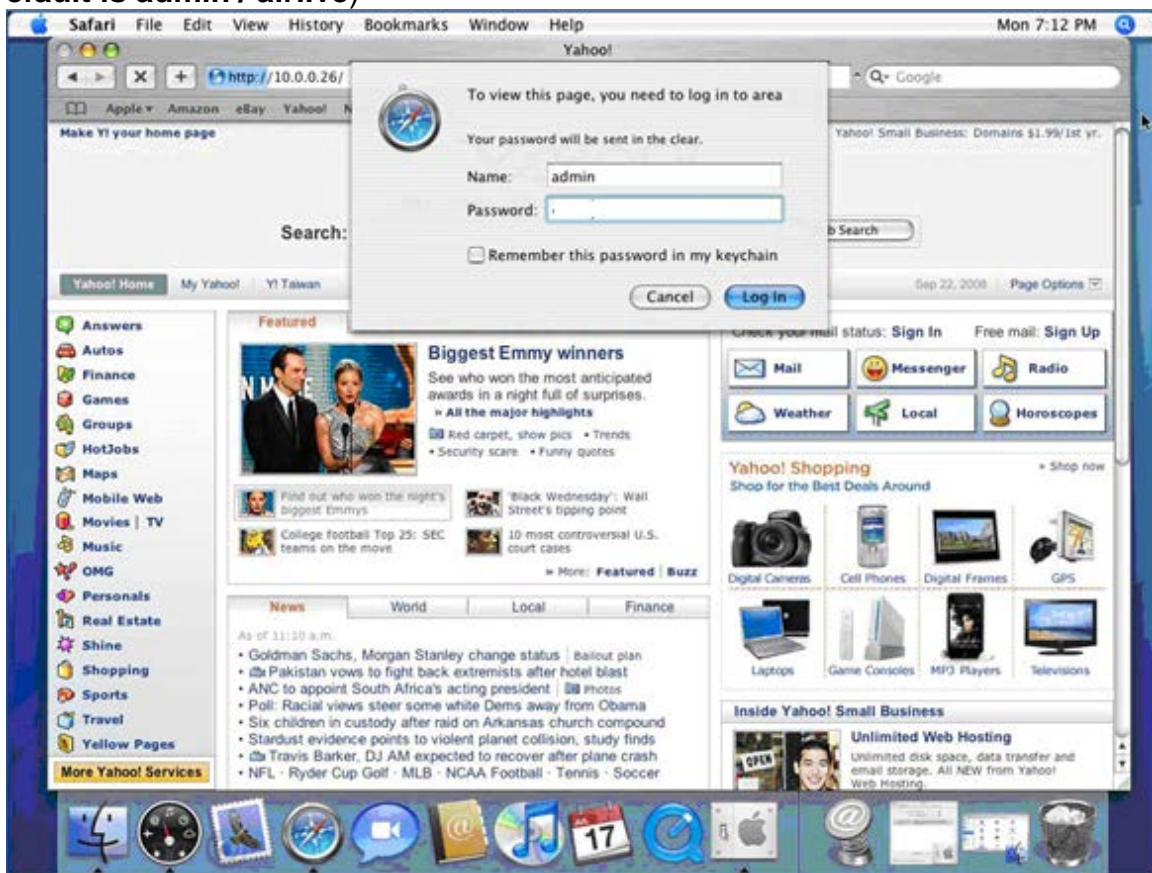 Safari File Edit View History Bookmarks Window Help Mon 7:12 PM
Yahoo!
http://10.0.0.26/ Google
Apple Amazon eBay Yahoo!
To view this page, you need to log in to area
Your password will be sent in the clear.
Name: admin
Password:
Remember this password in my keychain
Cancel Log In
Make Y! your home page
Yahoo! Small Business: Domains $1.99/1st yr.
Search:
Search
Yahoo! Home My Yahoo! Y! Taiwan Sep 22, 2008 Page Options
Answers
Autos
Finance
Games
Groups
HotJobs
Maps
Mobile Web
Movies | TV
Music
OMG
Personals
Real Estate
Shine
Shopping
Sports
Travel
Yellow Pages
More Yahoo! Services
Featured
Biggest Emmy winners
See who won the most anticipated
awards in a night full of surprises.
» All the major highlights
Red carpet, show pics • Trends
• Security scare • Funny quotes
Find out who won the night's
biggest Emmys
'Black Wednesday': Wall
Street's tipping point
College football Top 25: SEC
teams on the move
10 most controversial U.S.
court cases
» More: Featured | Buzz
News World Local Finance
As of 11:10 a.m.
• Goldman Sachs, Morgan Stanley change status | Bailout plan
• Pakistan vows to fight back extremists after hotel blast
• ANC to appoint South Africa's acting president | Photos
• Poll: Racial views steer some white Dems away from Obama
• Six children in custody after raid on Arkansas church compound
• Stardust evidence points to violent planet collision, study finds
• Travis Barker, DJ AM expected to recover after plane crash
• NFL · Ryder Cup Golf · MLB · NCAA Football · Tennis · Soccer
Check your mail status: Sign In Free mail: Sign Up
Mail Messenger Radio
Weather Local Horoscopes
Yahoo! Shopping » Shop now
Shop for the Best Deals Around
Digital Cameras Cell Phones Digital Frames GPS
Laptops Game Consoles MP3 Players Televisions
Inside Yahoo! Small Business
OPEN
Unlimited Web Hosting
Unlimited disk space, data transfer and
email storage. All NEW from Yahoo!
Web Hosting.
17